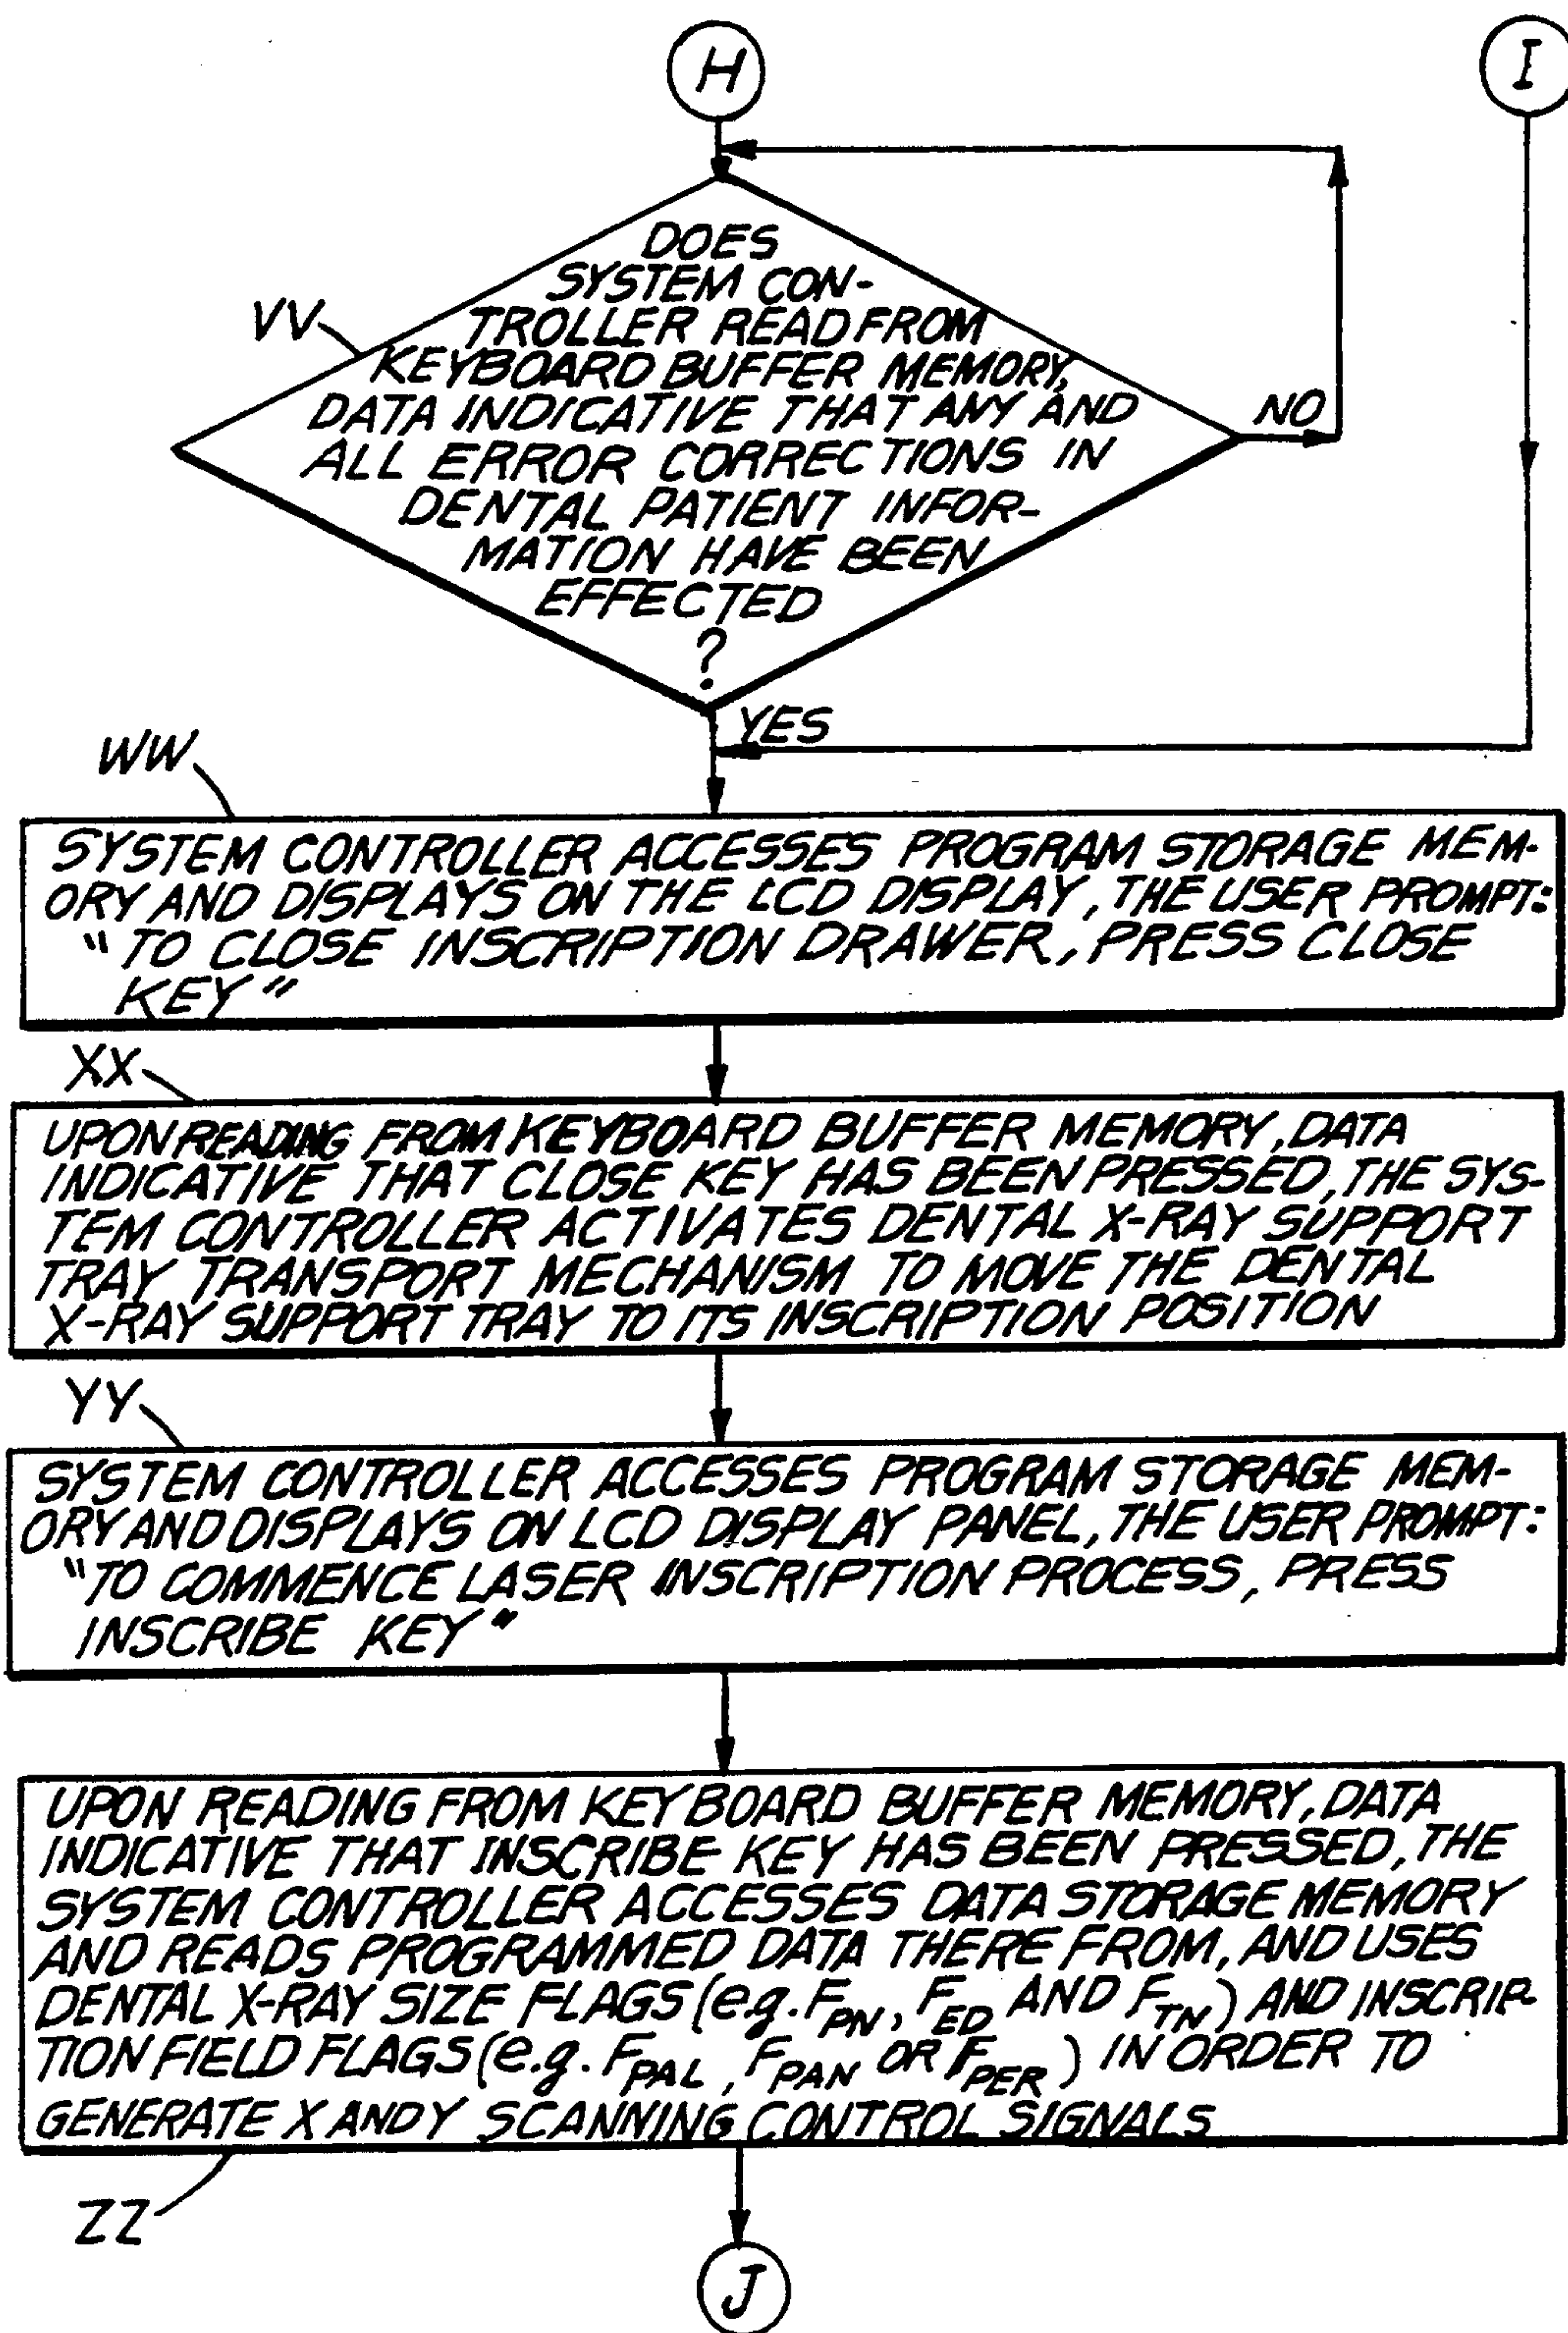 H
I
DOES
SYSTEM CON-
TROLLER READ FROM
VV
KEYBOARD BUFFER MEMORY,
DATA INDICATIVE THAT ANY AND
NO
ALL ERROR CORRECTIONS IN
DENTAL PATIENT INFOR-
MATION HAVE BEEN
EFFECTED
?
YES
WW
SYSTEM CONTROLLER ACCESSES PROGRAM STORAGE MEM-
ORY AND DISPLAYS ON THE LCD DISPLAY, THE USER PROMPT:
"TO CLOSE INSCRIPTION DRAWER, PRESS CLOSE
KEY"
XX
UPON READING FROM KEYBOARD BUFFER MEMORY, DATA
INDICATIVE THAT CLOSE KEY HAS BEEN PRESSED, THE SYS-
TEM CONTROLLER ACTIVATES DENTAL X-RAY SUPPORT
TRAY TRANSPORT MECHANISM TO MOVE THE DENTAL
X-RAY SUPPORT TRAY TO ITS INSCRIPTION POSITION
YY
SYSTEM CONTROLLER ACCESSES PROGRAM STORAGE MEM-
ORY AND DISPLAYS ON LCD DISPLAY PANEL, THE USER PROMPT:
"TO COMMENCE LASER INSCRIPTION PROCESS, PRESS
INSCRIBE KEY"
UPON READING FROM KEYBOARD BUFFER MEMORY, DATA
INDICATIVE THAT INSCRIBE KEY HAS BEEN PRESSED, THE
SYSTEM CONTROLLER ACCESSES DATA STORAGE MEMORY
AND READS PROGRAMMED DATA THERE FROM, AND USES
DENTAL X-RAY SIZE FLAGS (e.g. F_PN, F_ED AND F_TN) AND INSCRIP-
TION FIELD FLAGS (e.g. F_PAL, F_PAN OR F_PER) IN ORDER TO
GENERATE X AND Y SCANNING CONTROL SIGNALS
ZZ
J